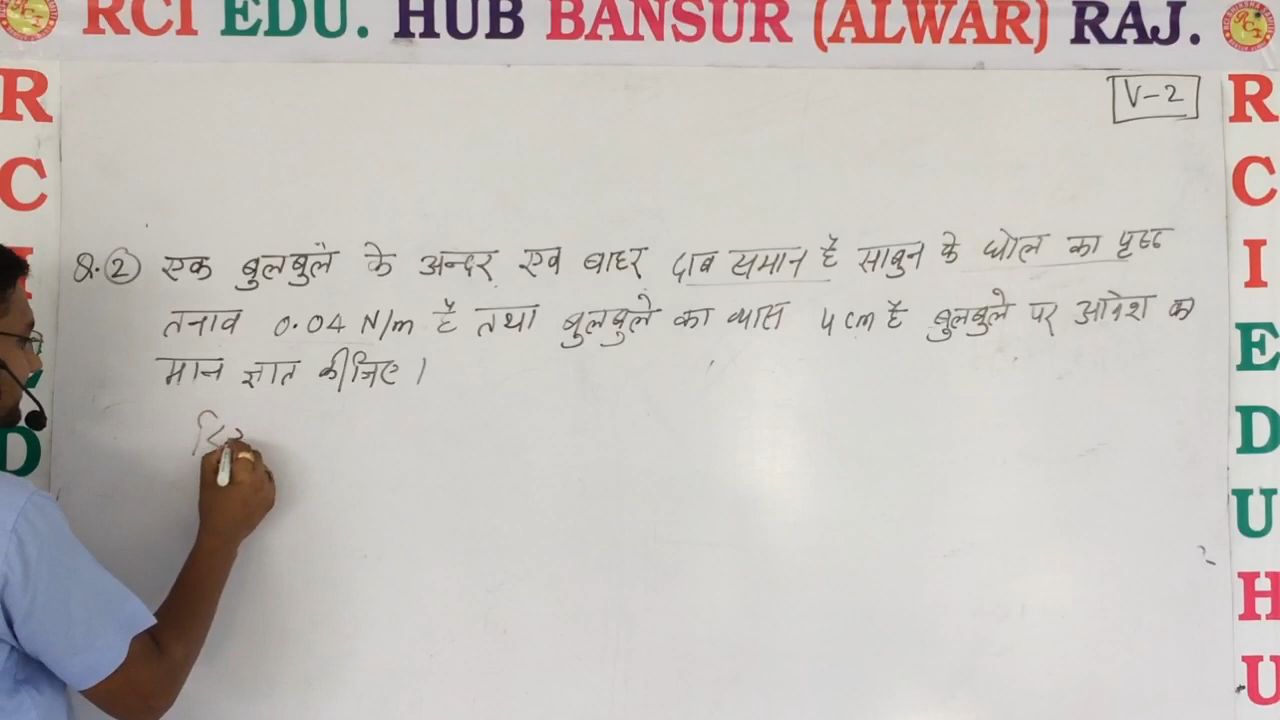 RCI EDU. HUB BANSUR (ALWAR) RAJ.
V-2
Q.② एक बुलबुले के अन्दर एव बाहर दाब समान है साबुन के घोल का पृष्ठ
तनाव 0.04 N/m है तथा बुलबुले का व्यास 4 cm है बुलबुले पर आवेश का
मान ज्ञात कीजिए।
R
C
I
D
R
C
I
E
D
U
H
U